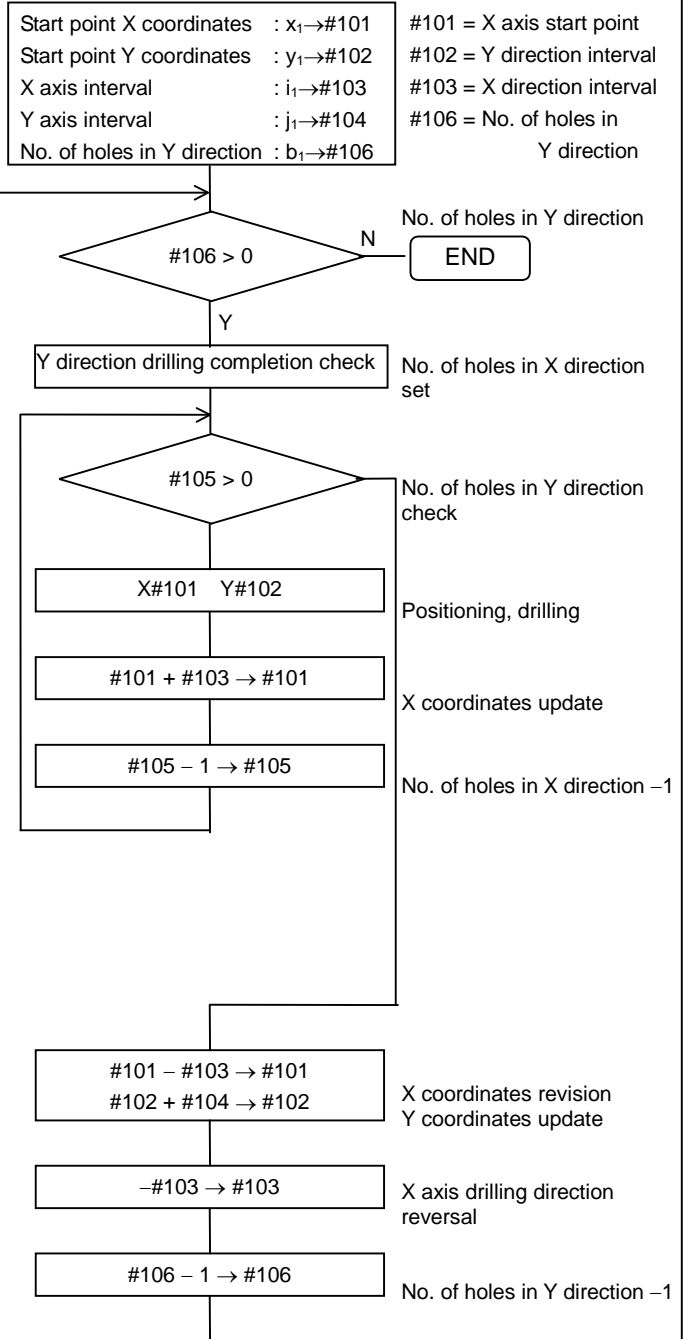 Start point X coordinates : x₁→#101
Start point Y coordinates : y₁→#102
X axis interval : i₁→#103
Y axis interval : j₁→#104
No. of holes in Y direction : b₁→#106
#101 = X axis start point
#102 = Y direction interval
#103 = X direction interval
#106 = No. of holes in
Y direction
No. of holes in Y direction
#106 > 0
N
END
Y
Y direction drilling completion check
No. of holes in X direction
set
#105 > 0
No. of holes in Y direction
check
X#101 Y#102
Positioning, drilling
#101 + #103 → #101
X coordinates update
#105 − 1 → #105
No. of holes in X direction −1
#101 − #103 → #101
#102 + #104 → #102
X coordinates revision
Y coordinates update
−#103 → #103
X axis drilling direction
reversal
#106 − 1 → #106
No. of holes in Y direction −1